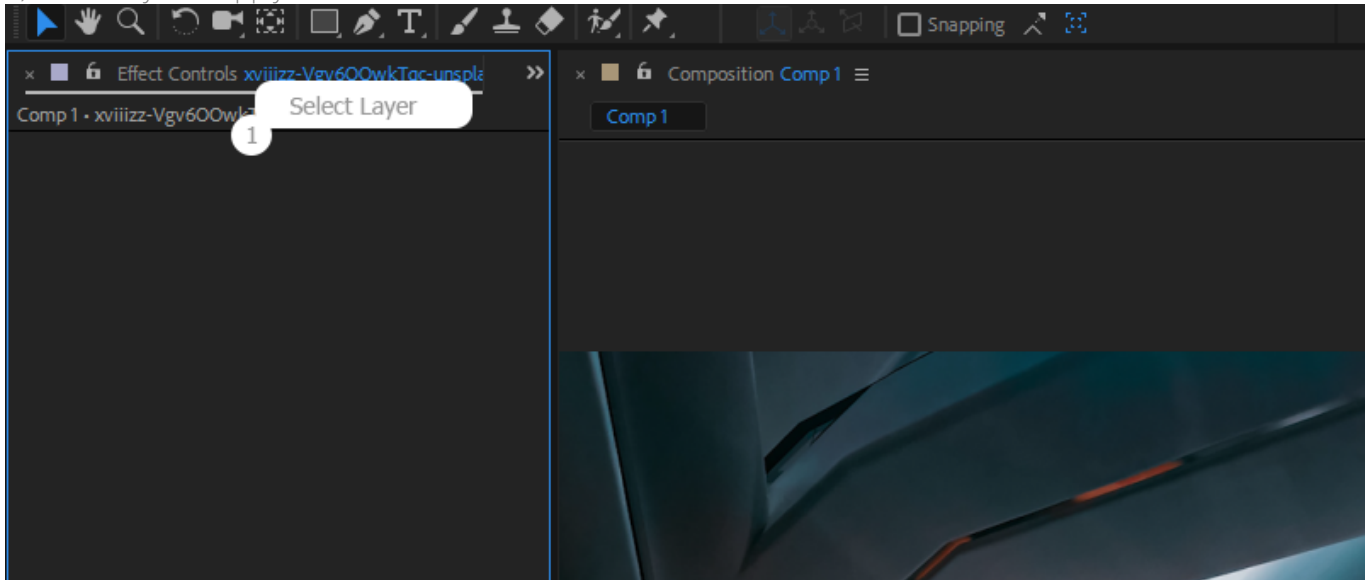 Snapping
Effect Controls xviiizz-Vgv6OOwkTqc-unspla
Composition Comp 1
Select Layer
Comp 1 • xviiizz-Vgv6OOwk
Comp 1
1